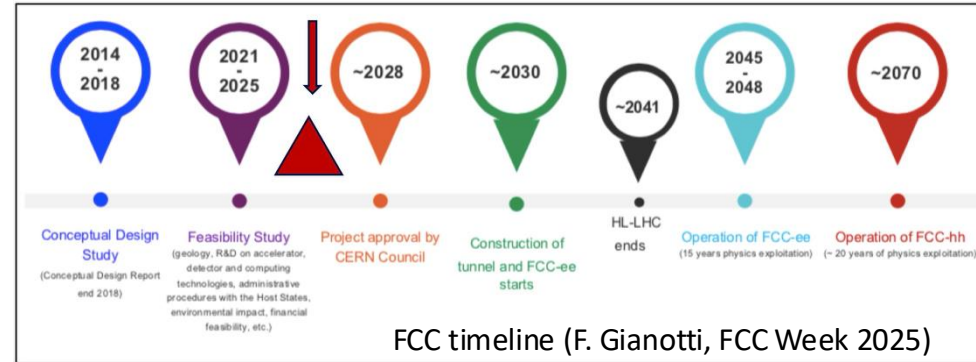 2014
-
2018
2021
-
2025
~2028
~2030
~2041
2045
-
2048
~2070
Conceptual Design
Study
(Conceptual Design Report
end 2018)
Feasibility Study
(geology, R&D on accelerator,
detector and computing
technologies, administrative
procedures with the Host States,
environmental impact, financial
feasibility, etc.)
Project approval by
CERN Council
Construction of
tunnel and FCC-ee
starts
HL-LHC
ends
Operation of FCC-ee
(15 years physics exploitation)
Operation of FCC-hh
(~ 20 years of physics exploitation)
FCC timeline (F. Gianotti, FCC Week 2025)